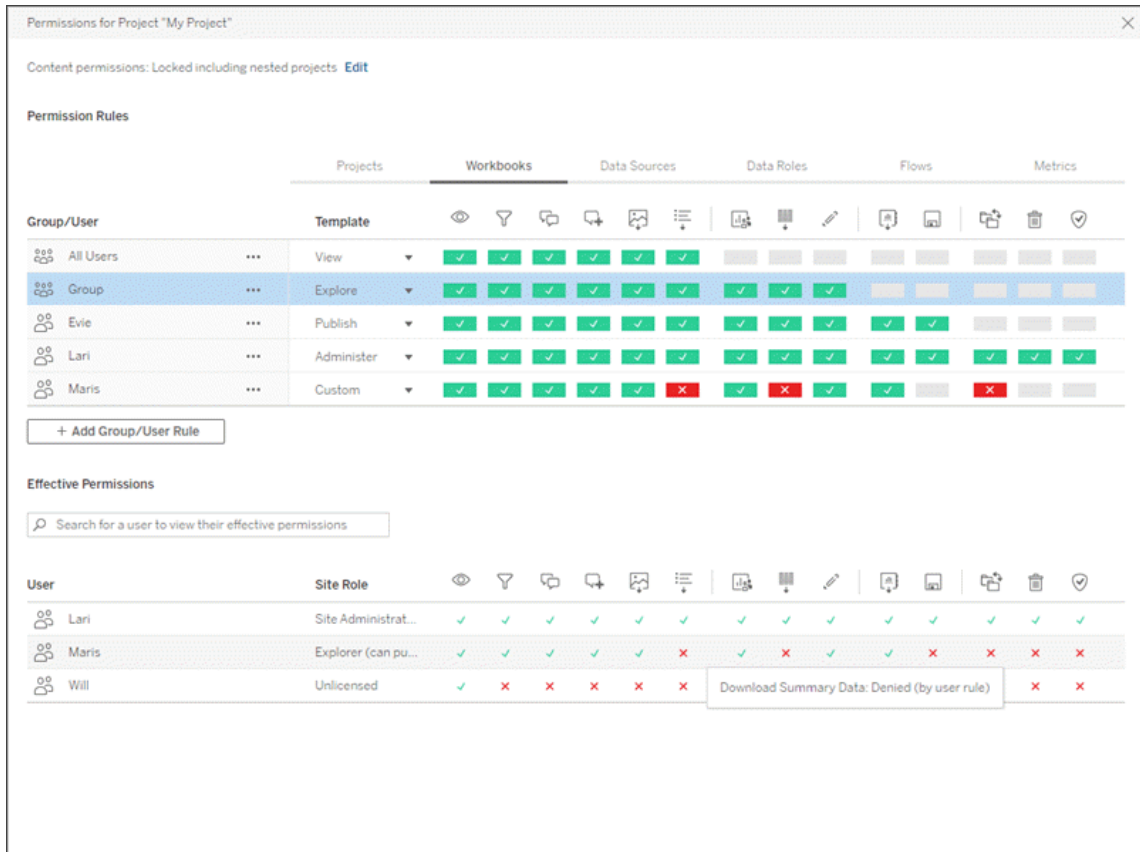 Permissions for Project "My Project"
Content permissions: Locked including nested projects Edit
Permission Rules
Projects Workbooks Data Sources Data Roles Flows Metrics
Group/User Template
All Users ... View
Group ... Explore
Evie ... Publish
Lari ... Administer
Maris ... Custom
+ Add Group/User Rule
Effective Permissions
Search for a user to view their effective permissions
User Site Role
Lari Site Administrat...
Maris Explorer (can pu...
Will Unlicensed
Download Summary Data: Denied (by user rule)